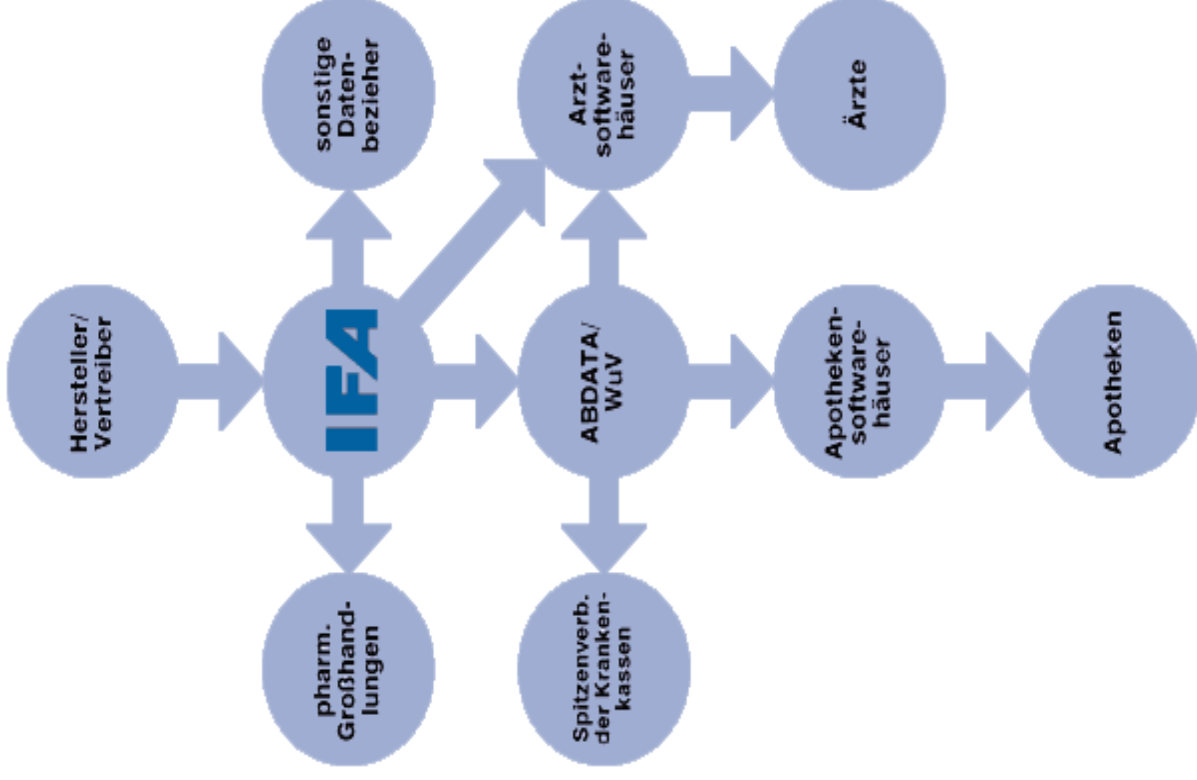 Hersteller/
Vertreiber
pharm.
Großhand-
lungen
IFA
sonstige
Daten-
bezieher
Spitzenverb.
der Kranken-
kassen
ABDATA/
WuV
Arzt-
software-
häuser
Apotheken-
software-
häuser
Ärzte
Apotheken